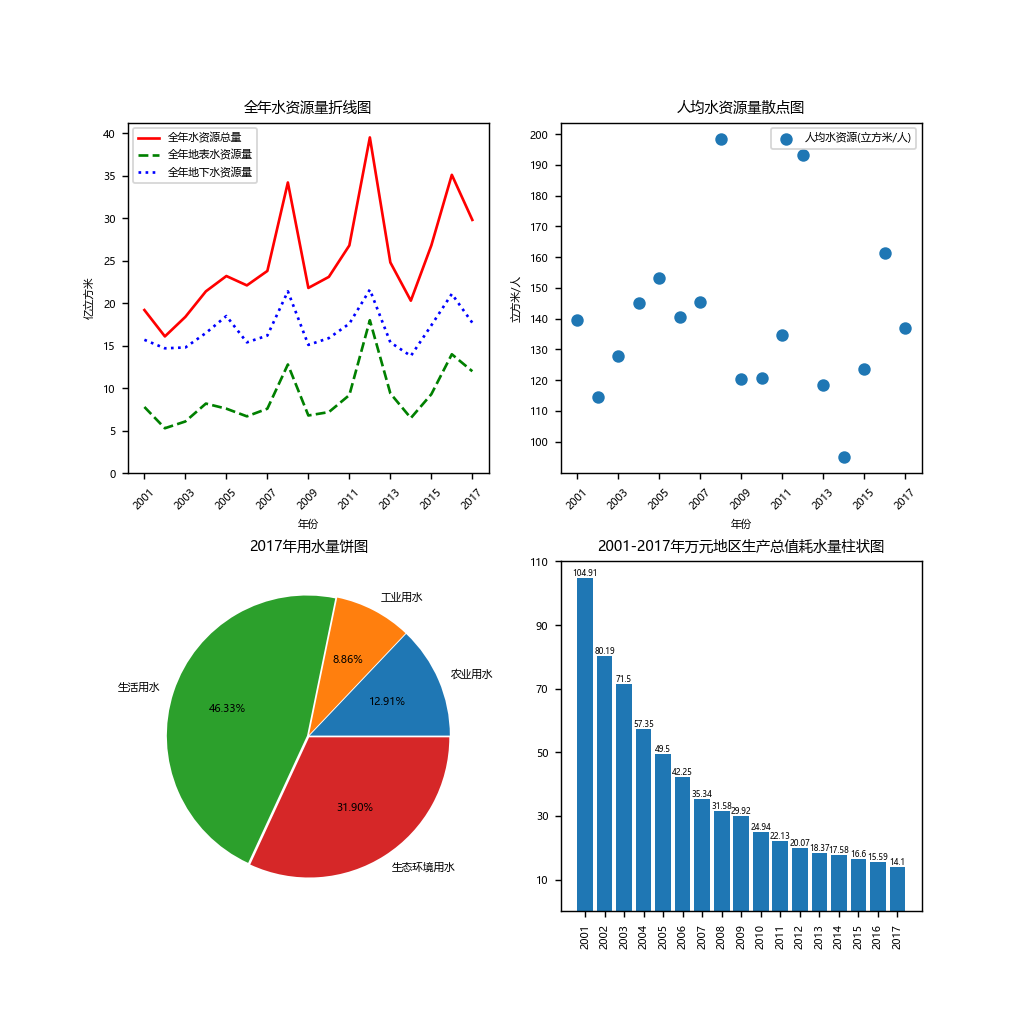 全年水资源量折线图
全年水资源总量
全年地表水资源量
全年地下水资源量
亿立方米
40
35
30
25
20
15
10
5
0
2001 2003 2005 2007 2009 2011 2013 2015 2017
年份
人均水资源量散点图
人均水资源(立方米/人)
立方米/人
200
190
180
170
160
150
140
130
120
110
100
2001 2003 2005 2007 2009 2011 2013 2015 2017
年份
2017年用水量饼图
工业用水
8.86%
农业用水
12.91%
生活用水
46.33%
31.90%
生态环境用水
2001-2017年万元地区生产总值耗水量柱状图
110
90
70
50
30
10
104.91
80.19
71.5
57.35
49.5
42.25
35.34
31.58
29.92
24.94
22.13
20.07
18.37
17.58
16.6
15.59
14.1
2001 2002 2003 2004 2005 2006 2007 2008 2009 2010 2011 2012 2013 2014 2015 2016 2017